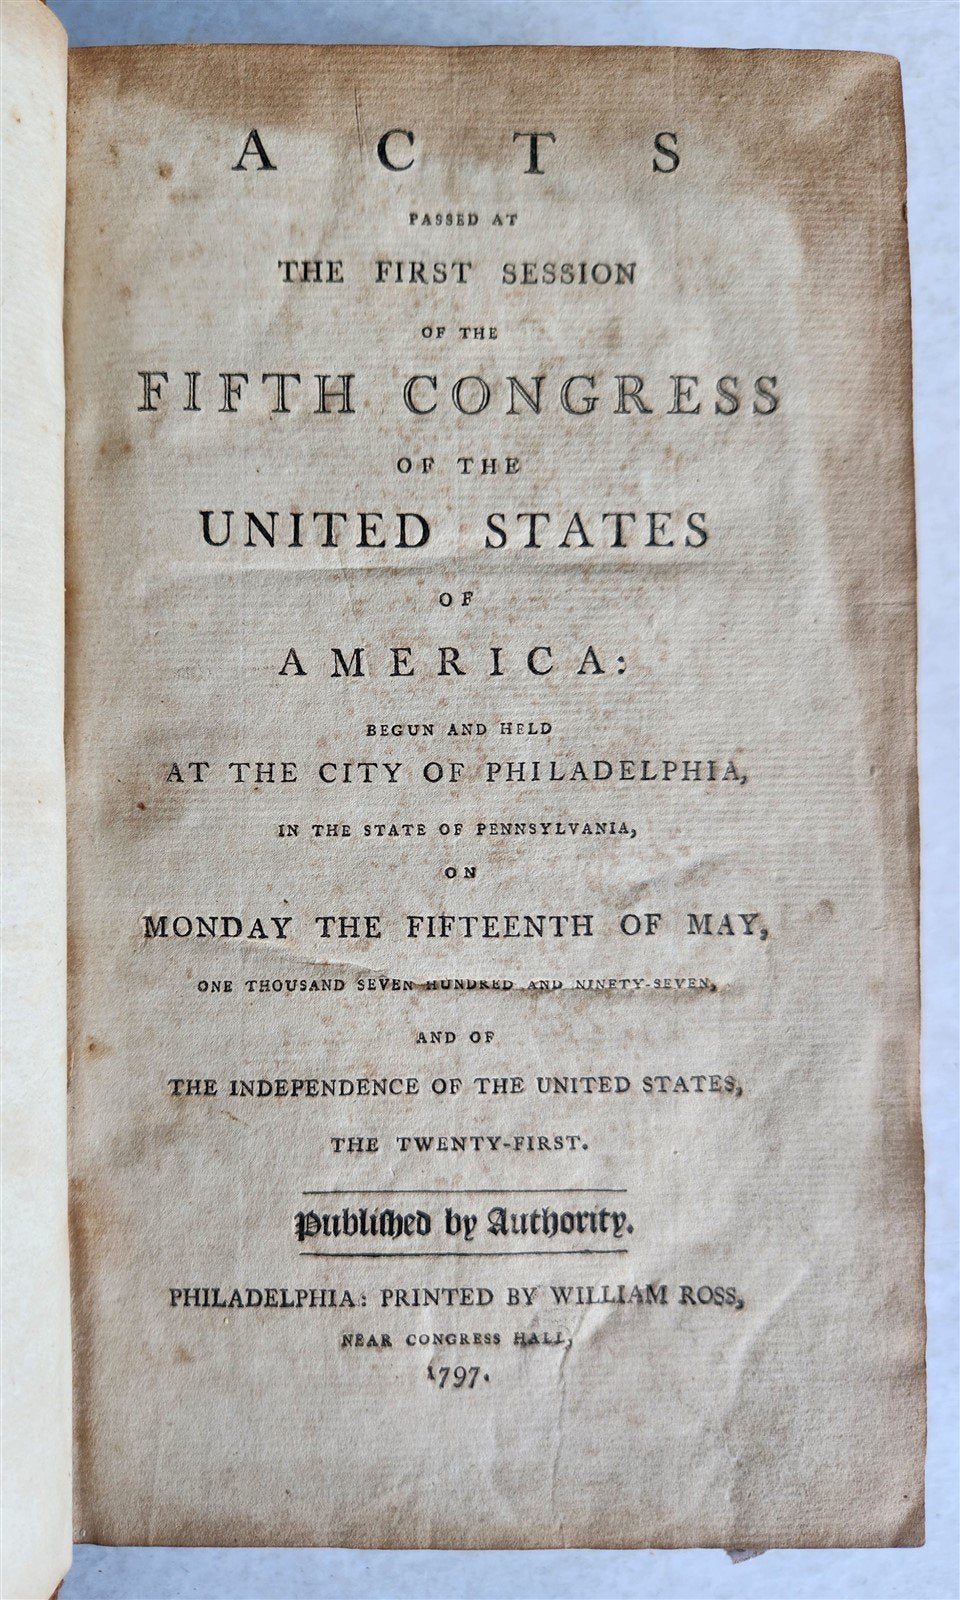 ACTS
PASSED AT
THE FIRST SESSION
OF THE
FIFTH CONGRESS
OF THE
UNITED STATES
OF
AMERICA:
BEGUN AND HELD
AT THE CITY OF PHILADELPHIA,
IN THE STATE OF PENNSYLVANIA,
ON
MONDAY THE FIFTEENTH OF MAY,
ONE THOUSAND SEVEN HUNDRED AND NINETY-SEVEN,
AND OF
THE INDEPENDENCE OF THE UNITED STATES,
THE TWENTY-FIRST.
Publiſhed by Authority.
PHILADELPHIA: PRINTED BY WILLIAM ROSS,
NEAR CONGRESS HALL,
1797.